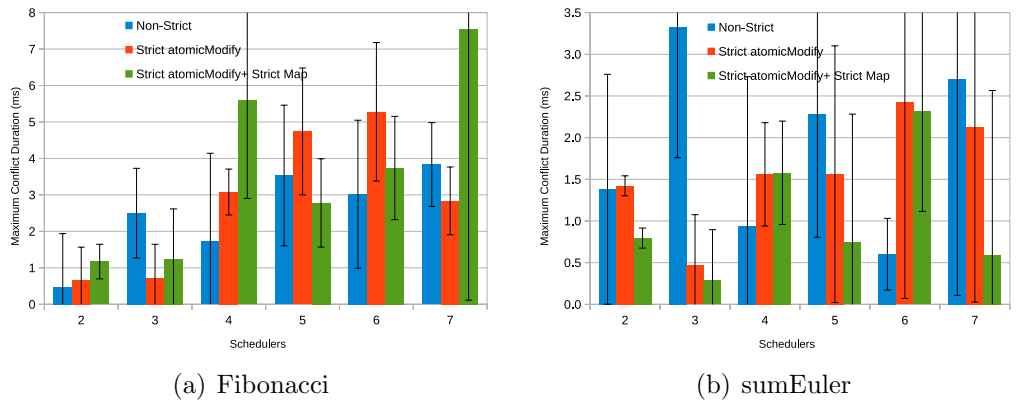 8
7
6
5
4
3
2
1
0
Maximum Conflict Duration (ms)
Non-Strict
Strict atomicModify
Strict atomicModify+ Strict Map
2 3 4 5 6 7
Schedulers
(a) Fibonacci
3.5
3.0
2.5
2.0
1.5
1.0
0.5
0.0
Maximum Conflict Duration (ms)
Non-Strict
Strict atomicModify
Strict atomicModify+ Strict Map
2 3 4 5 6 7
Schedulers
(b) sumEuler